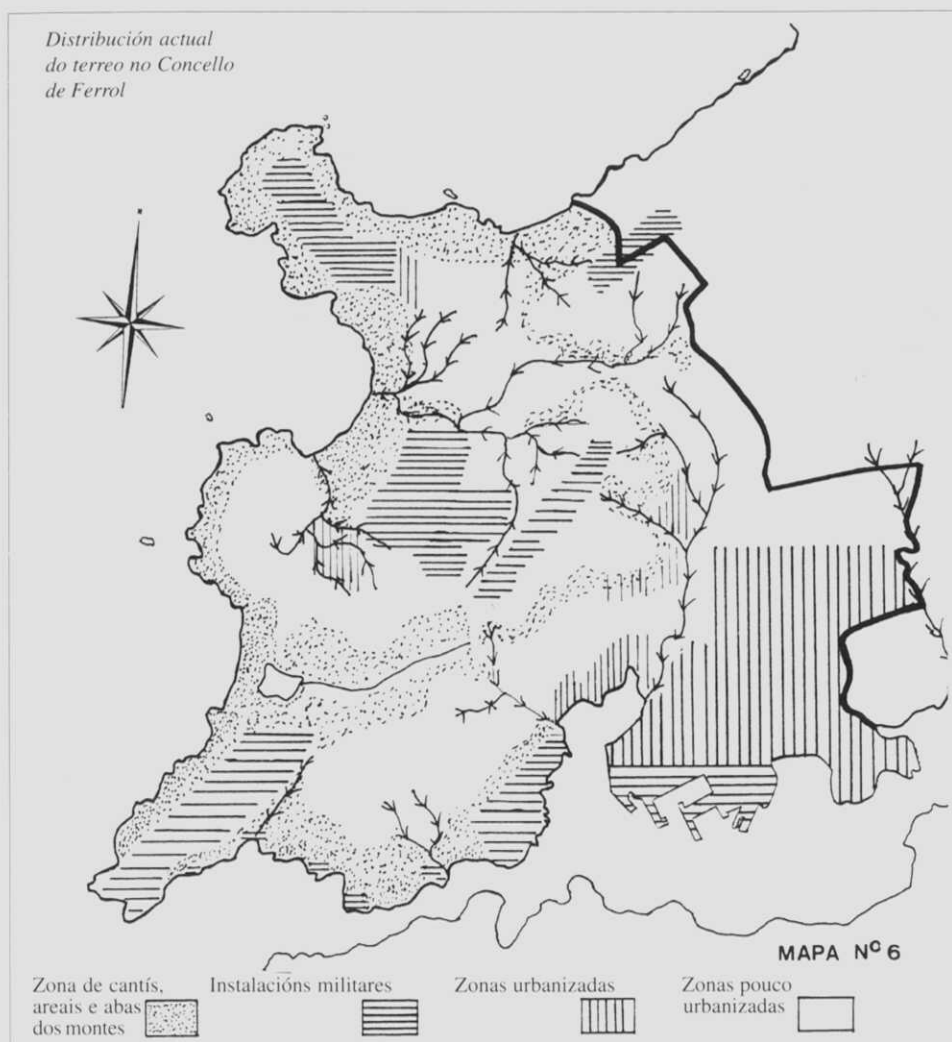 Distribución actual
do terreo no Concello
de Ferrol
MAPA Nº 6
Zona de cantís,
areais e abas
dos montes
Instalacións militares
Zonas urbanizadas
Zonas pouco
urbanizadas